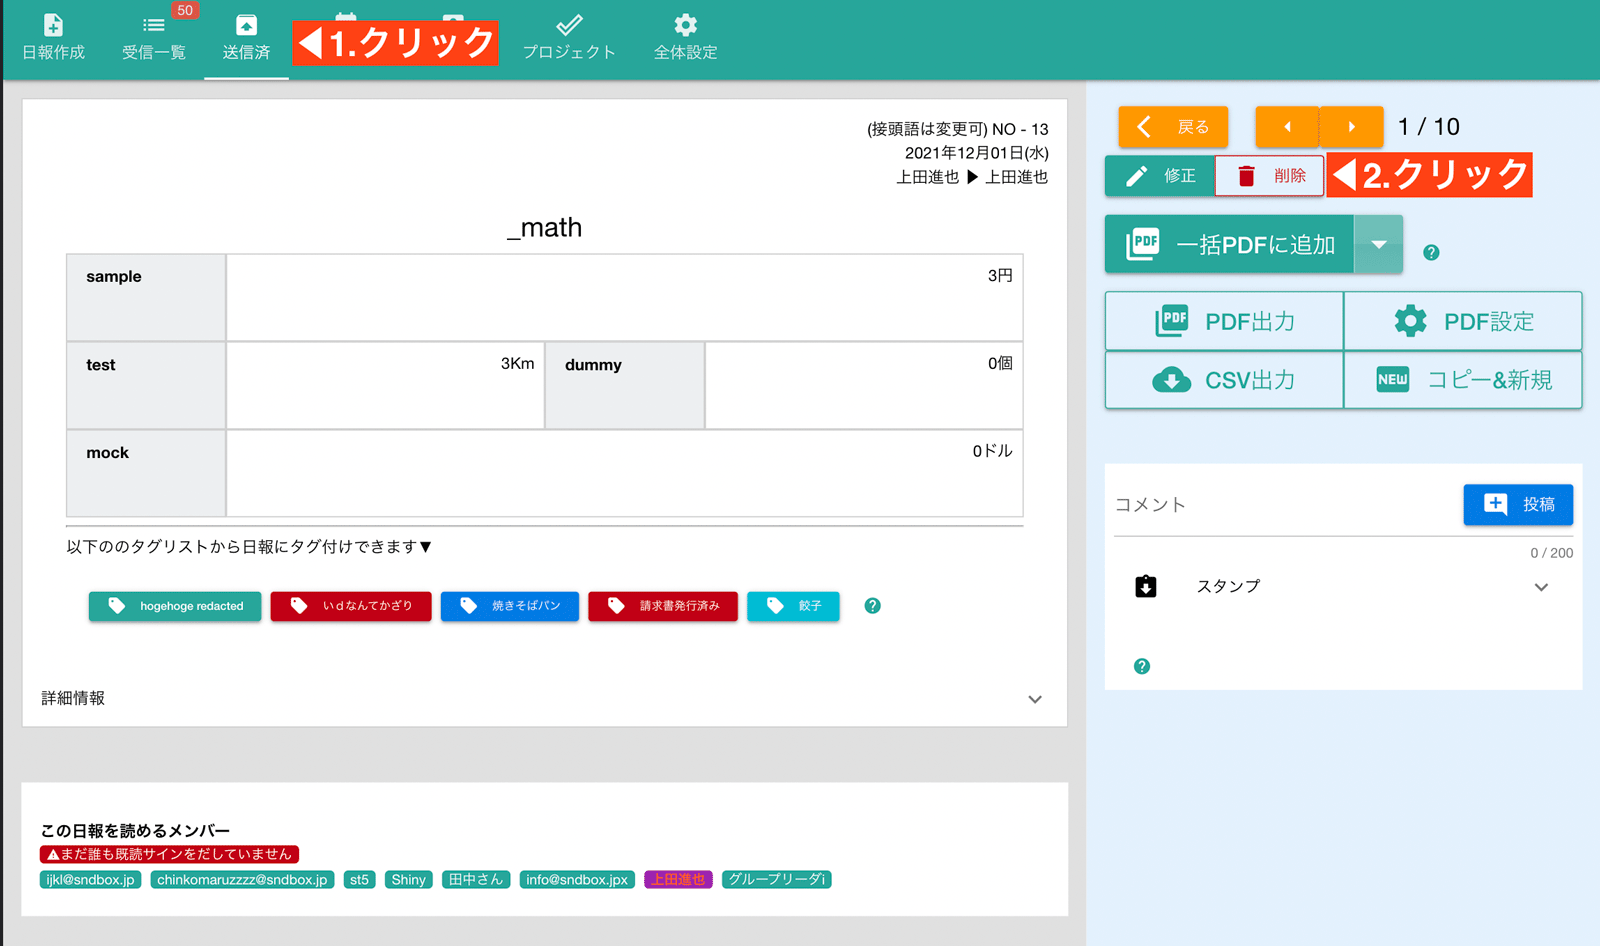 日報作成
50
受信一覧
送信済
◀1.クリック
プロジェクト
全体設定
(接頭語は変更可) NO - 13
2021年12月01日(水)
上田進也 ▶ 上田進也
_math
sample
3円
test
3Km
dummy
0個
mock
0ドル
以下ののタグリストから日報にタグ付けできます▼
hogehoge redacted
いｄなんてかざり
焼きそばパン
請求書発行済み
餃子
詳細情報
この日報を読めるメンバー
まだ誰も既読サインをだしていません
ijkl@sndbox.jp
chinkomaruzzzz@sndbox.jp
st5
Shiny
田中さん
info@sndbox.jpx
上田進也
グループリーダi
戻る
1 / 10
修正
削除
◀2.クリック
PDF
一括PDFに追加
PDF
PDF出力
PDF設定
CSV出力
NEW
コピー&新規
コメント
投稿
0 / 200
スタンプ